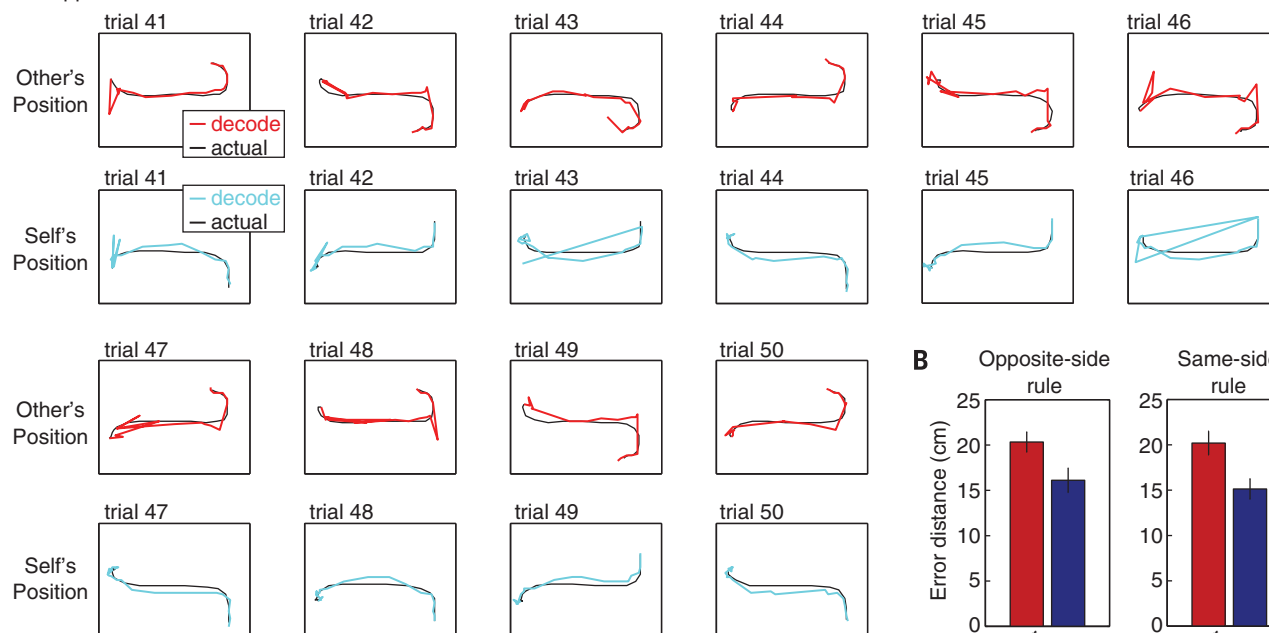 trial 41 trial 42 trial 43 trial 44 trial 45 trial 46
Other's
Position
decode
actual
trial 41 trial 42 trial 43 trial 44 trial 45 trial 46
decode
actual
Self's
Position
trial 47 trial 48 trial 49 trial 50
Other's
Position
trial 47 trial 48 trial 49 trial 50
Self's
Position
B
Opposite-side
rule
Same-side
rule
Error distance (cm)
25
20
15
10
5
0
25
20
15
10
5
0